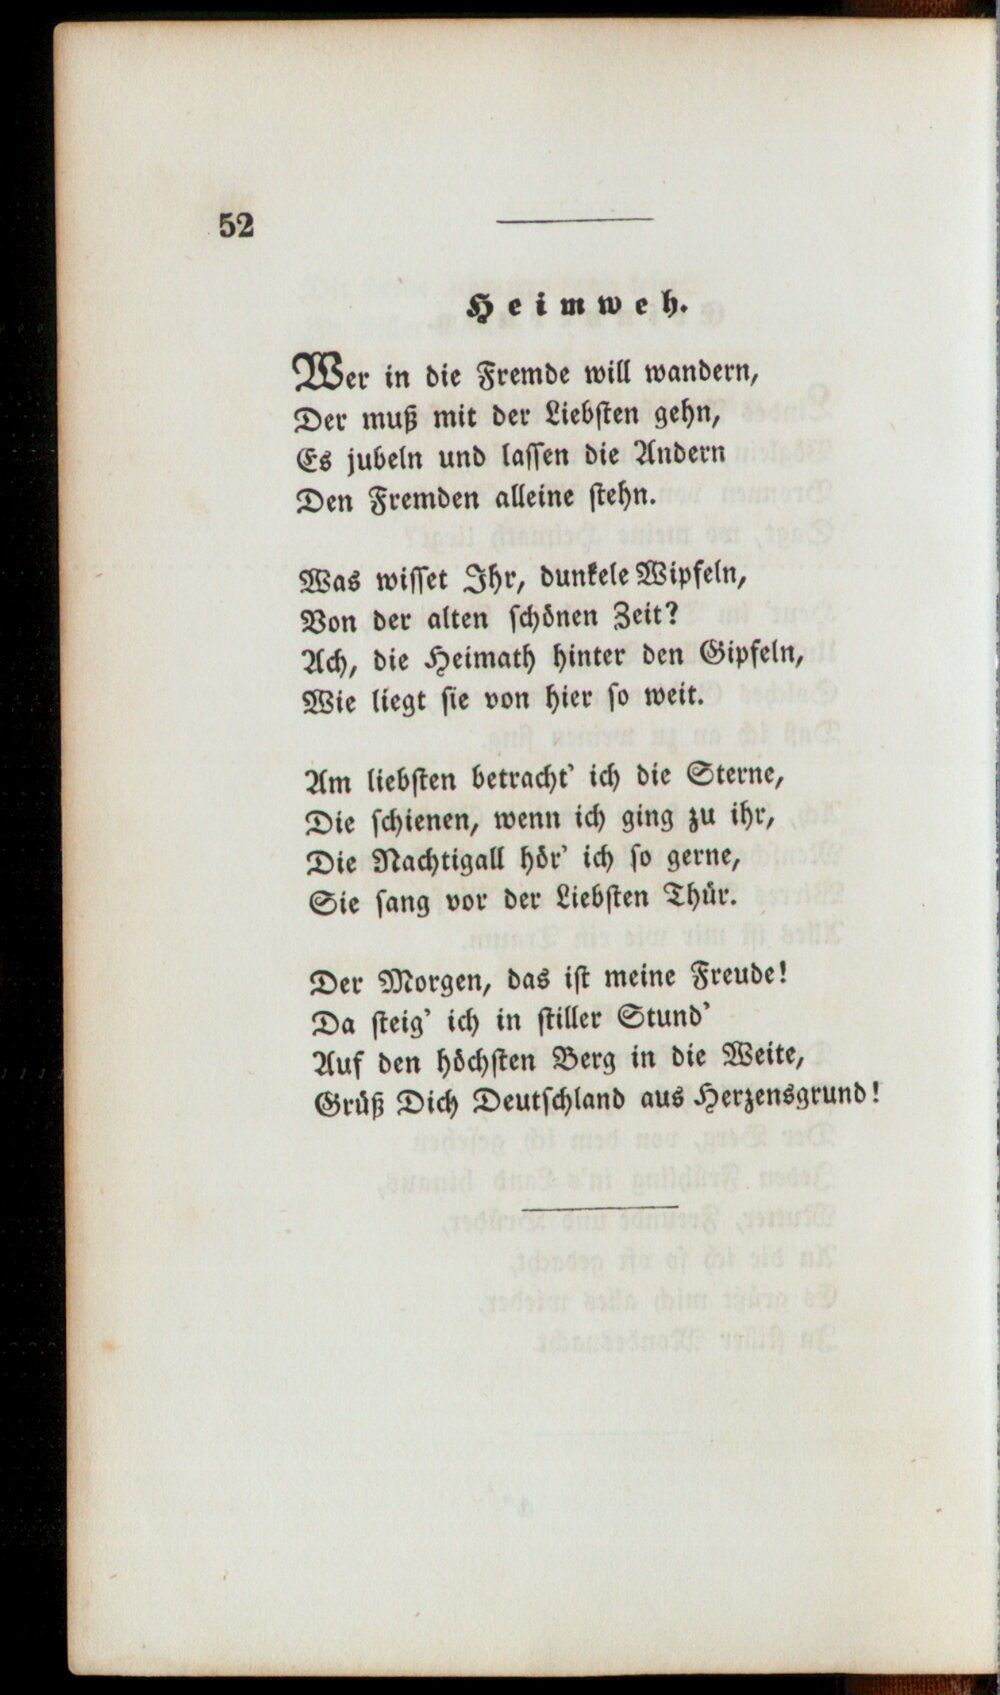 52
Heimweh.
Wer in die Fremde will wandern,
Der muß mit der Liebsten gehn,
Es jubeln und lassen die Andern
Den Fremden alleine stehn.
Was wisset Ihr, dunkele Wipfeln,
Von der alten schönen Zeit?
Ach, die Heimath hinter den Gipfeln,
Wie liegt sie von hier so weit.
Am liebsten betracht' ich die Sterne,
Die schienen, wenn ich ging zu ihr,
Die Nachtigall hör' ich so gerne,
Sie sang vor der Liebsten Thür.
Der Morgen, das ist meine Freude!
Da steig' ich in stiller Stund'
Auf den höchsten Berg in die Weite,
Grüß Dich Deutschland aus Herzensgrund!